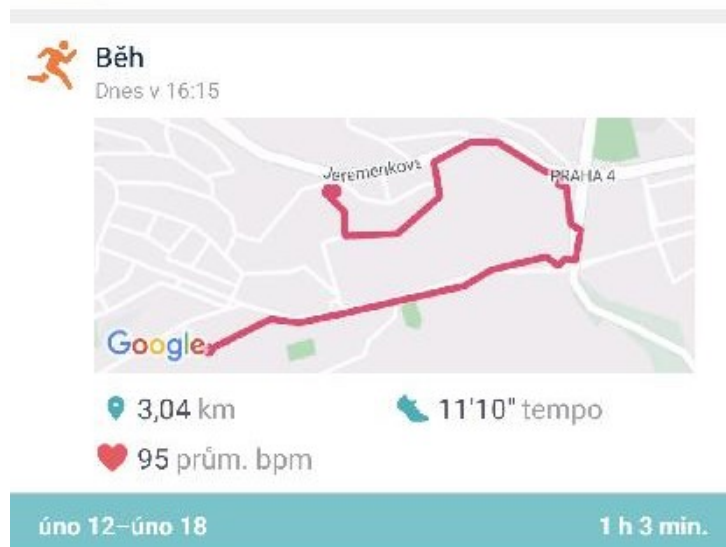 Běh
Dnes v 16:15
Jeremenkova
PRAHA 4
Google
3,04 km
11'10" tempo
95 prům. bpm
úno 12–úno 18
1 h 3 min.